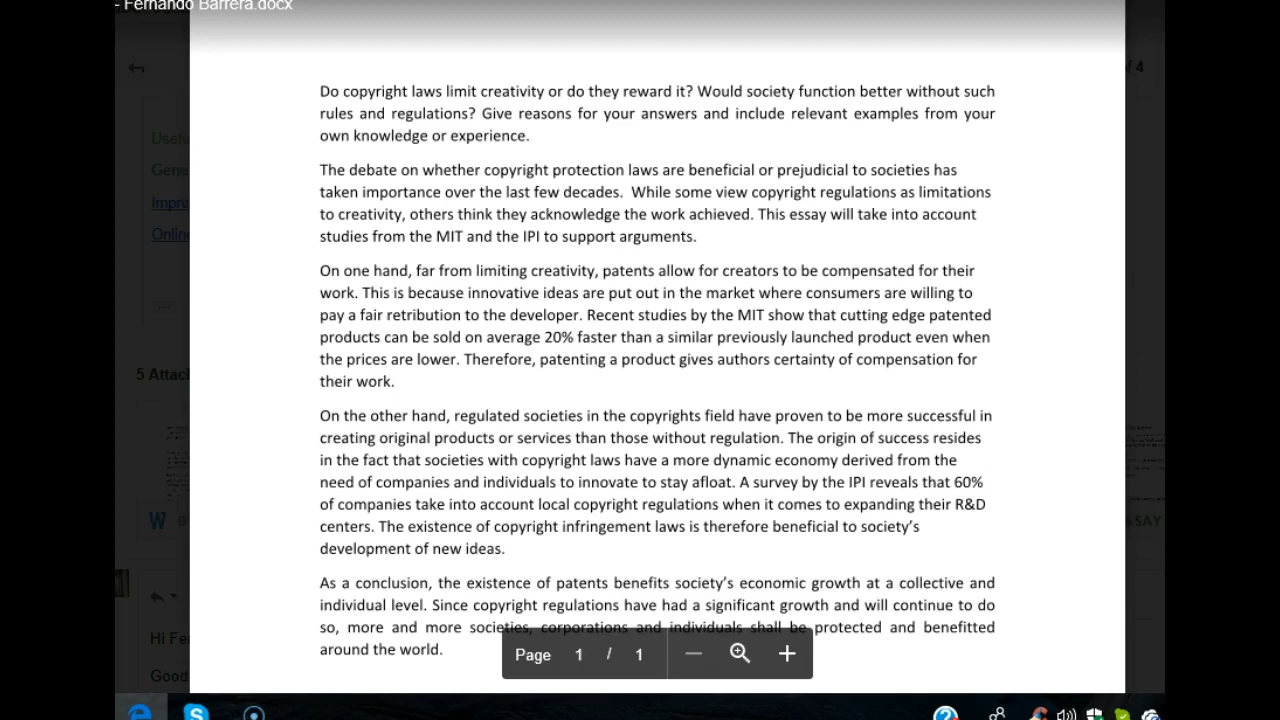 - Fernando Barrera.docx
of 4
Do copyright laws limit creativity or do they reward it? Would society function better without such
rules and regulations? Give reasons for your answers and include relevant examples from your
own knowledge or experience.
The debate on whether copyright protection laws are beneficial or prejudicial to societies has
taken importance over the last few decades.  While some view copyright regulations as limitations
to creativity, others think they acknowledge the work achieved. This essay will take into account
studies from the MIT and the IPI to support arguments.
On one hand, far from limiting creativity, patents allow for creators to be compensated for their
work. This is because innovative ideas are put out in the market where consumers are willing to
pay a fair retribution to the developer. Recent studies by the MIT show that cutting edge patented
products can be sold on average 20% faster than a similar previously launched product even when
the prices are lower. Therefore, patenting a product gives authors certainty of compensation for
their work.
On the other hand, regulated societies in the copyrights field have proven to be more successful in
creating original products or services than those without regulation. The origin of success resides
in the fact that societies with copyright laws have a more dynamic economy derived from the
need of companies and individuals to innovate to stay afloat. A survey by the IPI reveals that 60%
of companies take into account local copyright regulations when it comes to expanding their R&D
centers. The existence of copyright infringement laws is therefore beneficial to society's
development of new ideas.
As a conclusion, the existence of patents benefits society's economic growth at a collective and
individual level. Since copyright regulations have had a significant growth and will continue to do
so, more and more societies, corporations and individuals shall be protected and benefitted
around the world.
Page 1 / 1
Usefu
Gene
Impro
Online
5 Attac
W
SAY
Hi Fe
Good